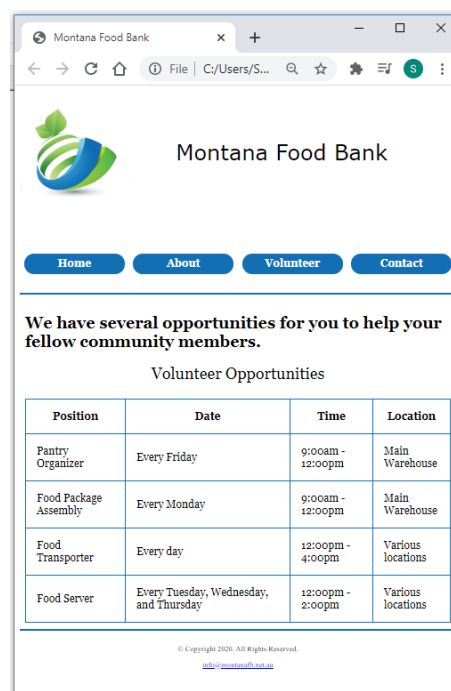 Montana Food Bank
File | C:/Users/S...
S
Montana Food Bank
Home About Volunteer Contact
We have several opportunities for you to help your
fellow community members.
Volunteer Opportunities
Position Date Time Location
Pantry
Organizer
Every Friday
9:00am -
12:00pm
Main
Warehouse
Food Package
Assembly
Every Monday
9:00am -
12:00pm
Main
Warehouse
Food
Transporter
Every day
12:00pm -
4:00pm
Various
locations
Food Server
Every Tuesday, Wednesday,
and Thursday
12:00pm -
2:00pm
Various
locations
© Copyright 2020. All Rights Reserved.
info@montanafb.net.au